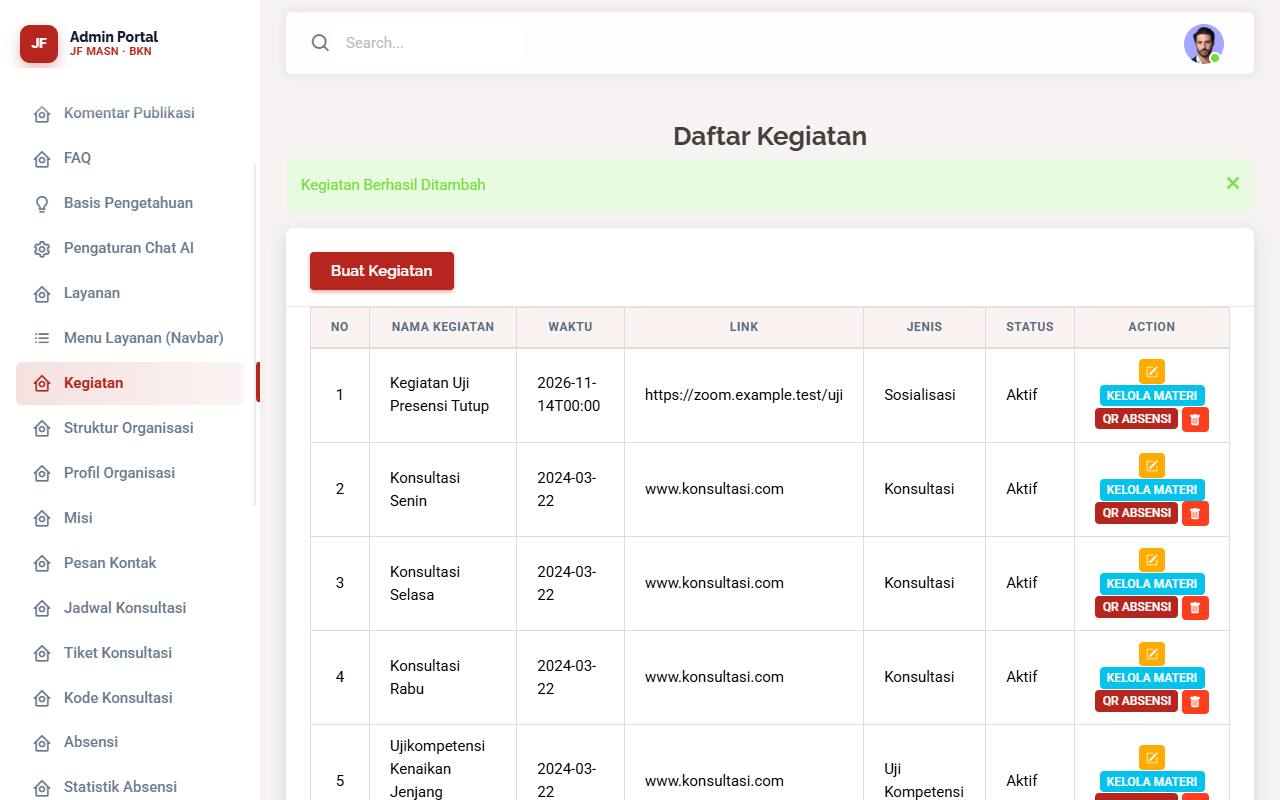 JF
Admin Portal
JF MASN · BKN
Komentar Publikasi
FAQ
Basis Pengetahuan
Pengaturan Chat AI
Layanan
Menu Layanan (Navbar)
Kegiatan
Struktur Organisasi
Profil Organisasi
Misi
Pesan Kontak
Jadwal Konsultasi
Tiket Konsultasi
Kode Konsultasi
Absensi
Statistik Absensi
Search...
Daftar Kegiatan
Kegiatan Berhasil Ditambah
Buat Kegiatan
NO NAMA KEGIATAN WAKTU LINK JENIS STATUS ACTION
1 Kegiatan Uji Presensi Tutup 2026-11-14T00:00 https://zoom.example.test/uji Sosialisasi Aktif KELOLA MATERI QR ABSENSI
2 Konsultasi Senin 2024-03-22 www.konsultasi.com Konsultasi Aktif KELOLA MATERI QR ABSENSI
3 Konsultasi Selasa 2024-03-22 www.konsultasi.com Konsultasi Aktif KELOLA MATERI QR ABSENSI
4 Konsultasi Rabu 2024-03-22 www.konsultasi.com Konsultasi Aktif KELOLA MATERI QR ABSENSI
5 Ujikompetensi Kenaikan Jenjang 2024-03-22 www.konsultasi.com Uji Kompetensi Aktif KELOLA MATERI